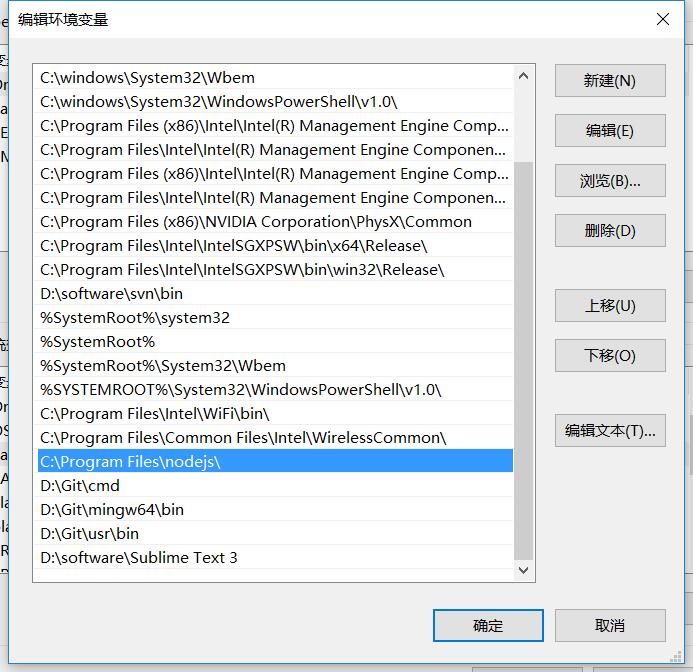 编辑环境变量
C:\windows\System32\Wbem
C:\windows\System32\WindowsPowerShell\v1.0\
C:\Program Files (x86)\Intel\Intel(R) Management Engine Comp...
C:\Program Files\Intel\Intel(R) Management Engine Componen...
C:\Program Files (x86)\Intel\Intel(R) Management Engine Comp...
C:\Program Files\Intel\Intel(R) Management Engine Componen...
C:\Program Files (x86)\NVIDIA Corporation\PhysX\Common
C:\Program Files\Intel\IntelSGXPSW\bin\x64\Release\
C:\Program Files\Intel\IntelSGXPSW\bin\win32\Release\
D:\software\svn\bin
%SystemRoot%\system32
%SystemRoot%
%SystemRoot%\System32\Wbem
%SYSTEMROOT%\System32\WindowsPowerShell\v1.0\
C:\Program Files\Intel\WiFi\bin\
C:\Program Files\Common Files\Intel\WirelessCommon\
C:\Program Files\nodejs\
D:\Git\cmd
D:\Git\mingw64\bin
D:\Git\usr\bin
D:\software\Sublime Text 3
新建(N)
编辑(E)
浏览(B)...
删除(D)
上移(U)
下移(O)
编辑文本(T)...
确定
取消